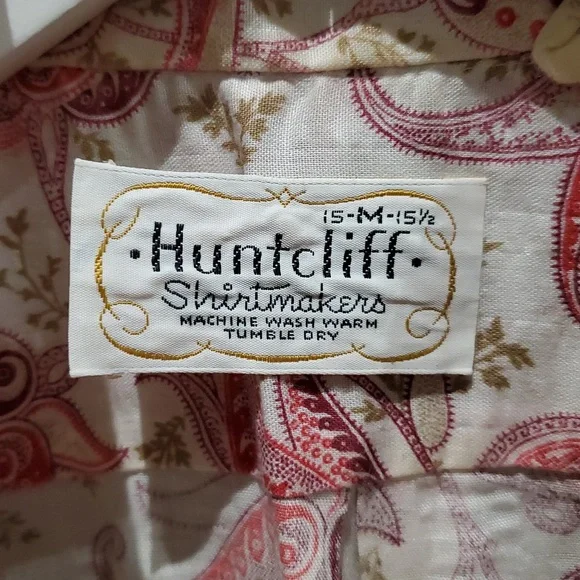 15-M-15½
·Huntcliff·
Shirtmakers
MACHINE WASH WARM
TUMBLE DRY